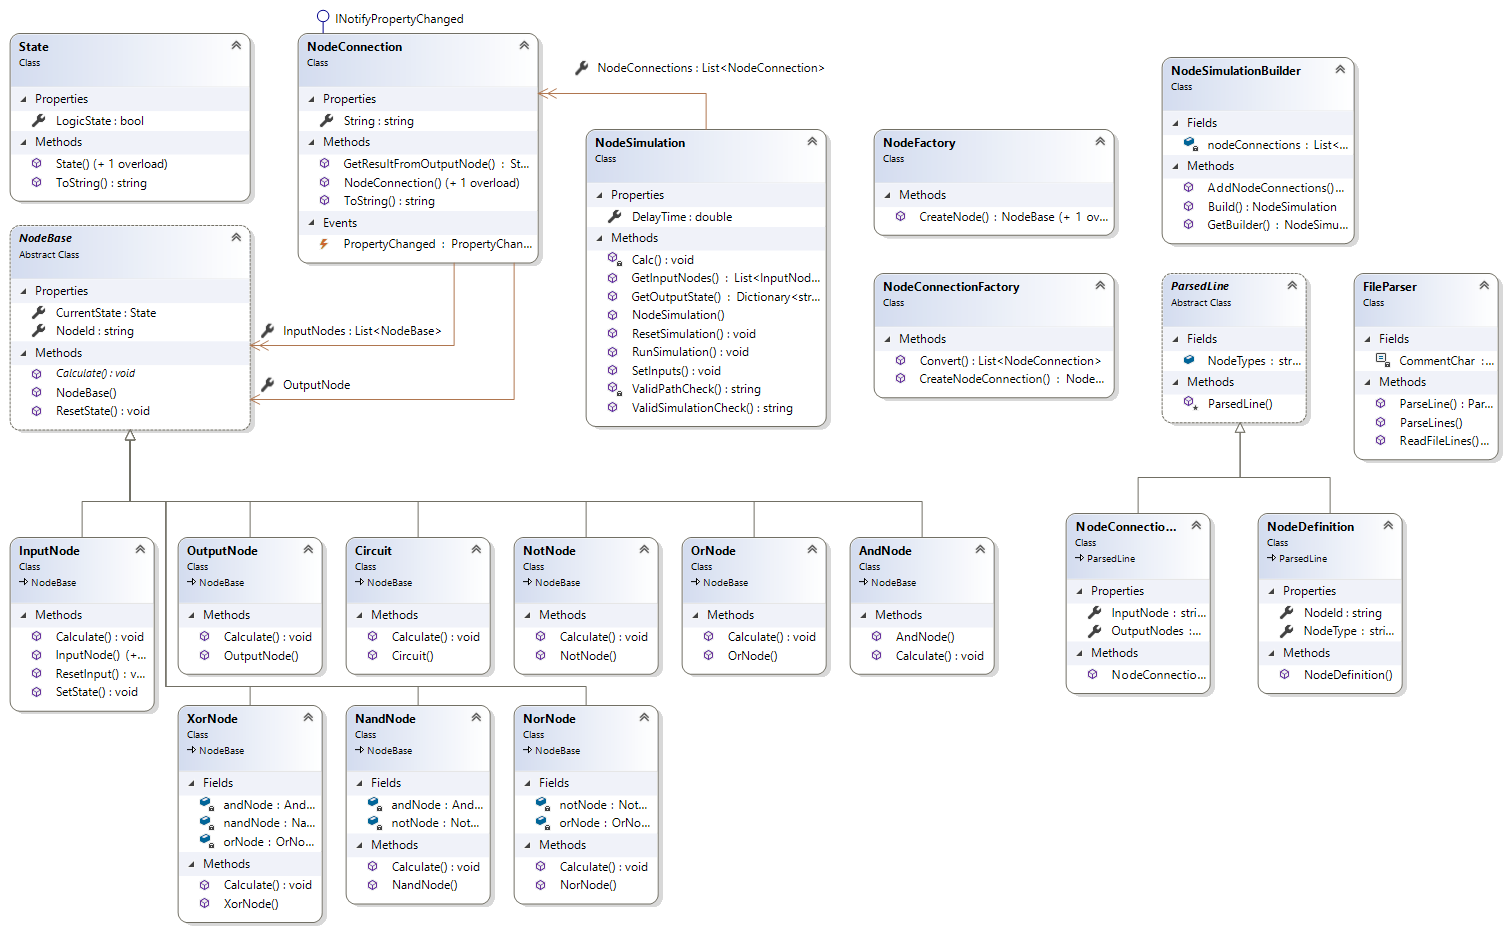 INotifyPropertyChanged
State
Class
Properties
LogicState : bool
Methods
State() (+ 1 overload)
ToString() : string
NodeConnection
Class
Properties
String : string
Methods
GetResultFromOutputNode() : St...
NodeConnection() (+ 1 overload)
ToString() : string
Events
PropertyChanged : PropertyChan...
NodeConnections : List<NodeConnection>
NodeSimulation
Class
Properties
DelayTime : double
Methods
Calc() : void
GetInputNodes() : List<InputNod...
GetOutputState() : Dictionary<str...
NodeSimulation()
ResetSimulation() : void
RunSimulation() : void
SetInputs() : void
ValidPathCheck() : string
ValidSimulationCheck() : string
NodeFactory
Class
Methods
CreateNode() : NodeBase (+ 1 ov...
NodeSimulationBuilder
Class
Fields
nodeConnections : List<...
Methods
AddNodeConnections()...
Build() : NodeSimulation
GetBuilder() : NodeSimu...
NodeBase
Abstract Class
Properties
CurrentState : State
NodeId : string
Methods
Calculate() : void
NodeBase()
ResetState() : void
InputNodes : List<NodeBase>
OutputNode
NodeConnectionFactory
Class
Methods
Convert() : List<NodeConnection>
CreateNodeConnection() : Node...
ParsedLine
Abstract Class
Fields
NodeTypes : str...
Methods
ParsedLine()
FileParser
Class
Fields
CommentChar : ...
Methods
ParseLine() : Par...
ParseLines()
ReadFileLines()...
InputNode
Class
NodeBase
Methods
Calculate() : void
InputNode() (+...
ResetInput() : v...
SetState() : void
OutputNode
Class
NodeBase
Methods
Calculate() : void
OutputNode()
Circuit
Class
NodeBase
Methods
Calculate() : void
Circuit()
NotNode
Class
NodeBase
Methods
Calculate() : void
NotNode()
OrNode
Class
NodeBase
Methods
Calculate() : void
OrNode()
AndNode
Class
NodeBase
Methods
AndNode()
Calculate() : void
NodeConnectio...
Class
ParsedLine
Properties
InputNode : stri...
OutputNodes : ...
Methods
NodeConnectio...
NodeDefinition
Class
ParsedLine
Properties
NodeId : string
NodeType : stri...
Methods
NodeDefinition()
XorNode
Class
NodeBase
Fields
andNode : And...
nandNode : Na...
orNode : OrNo...
Methods
Calculate() : void
XorNode()
NandNode
Class
NodeBase
Fields
andNode : And...
notNode : Not...
Methods
Calculate() : void
NandNode()
NorNode
Class
NodeBase
Fields
notNode : Not...
orNode : OrNo...
Methods
Calculate() : void
NorNode()